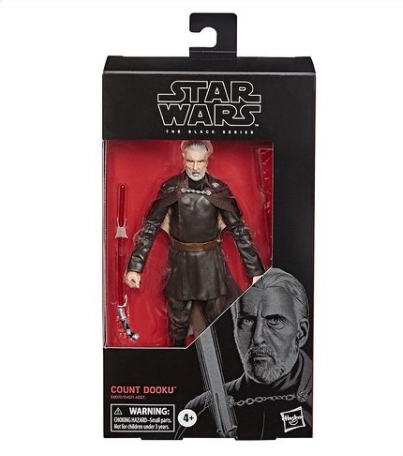 STAR
WARS
THE BLACK SERIES
COUNT DOOKU
WARNING:
CHOKING HAZARD–Small parts.
Not for children under 3 years.
4+
Hasbro